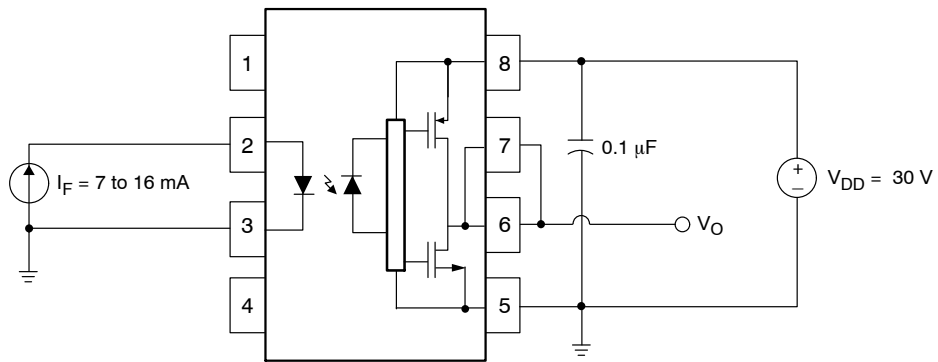 1
2
3
4
8
7
6
5
I_F = 7 to 16 mA
0.1 μF
+
–
V_DD = 30 V
V_O